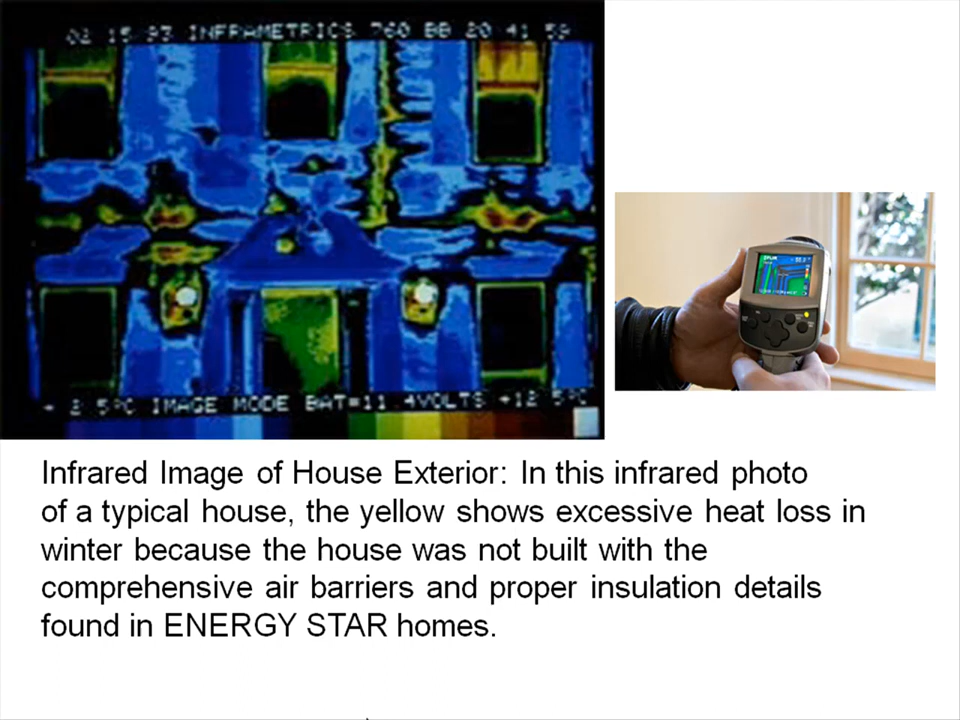 02 15 93 INFRAMETRICS 760 BB 20 41 59
+ 2.5°C IMAGE MODE BAT=11.4VOLTS +12.5°C
Infrared Image of House Exterior: In this infrared photo
of a typical house, the yellow shows excessive heat loss in
winter because the house was not built with the
comprehensive air barriers and proper insulation details
found in ENERGY STAR homes.